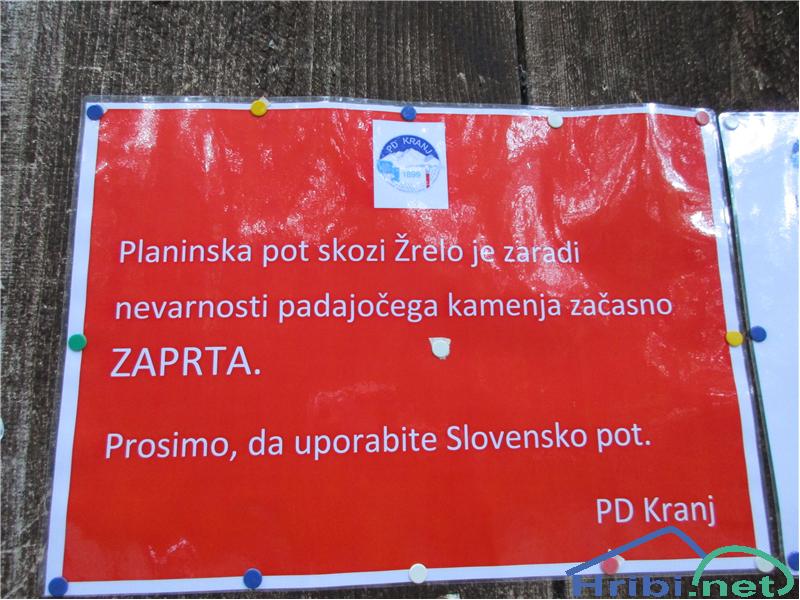 PD KRANJ
1899
Planinska pot skozi Žrelo je zaradi
nevarnosti padajočega kamenja začasno
ZAPRTA.
Prosimo, da uporabite Slovensko pot.
PD Kranj
Hribi.net